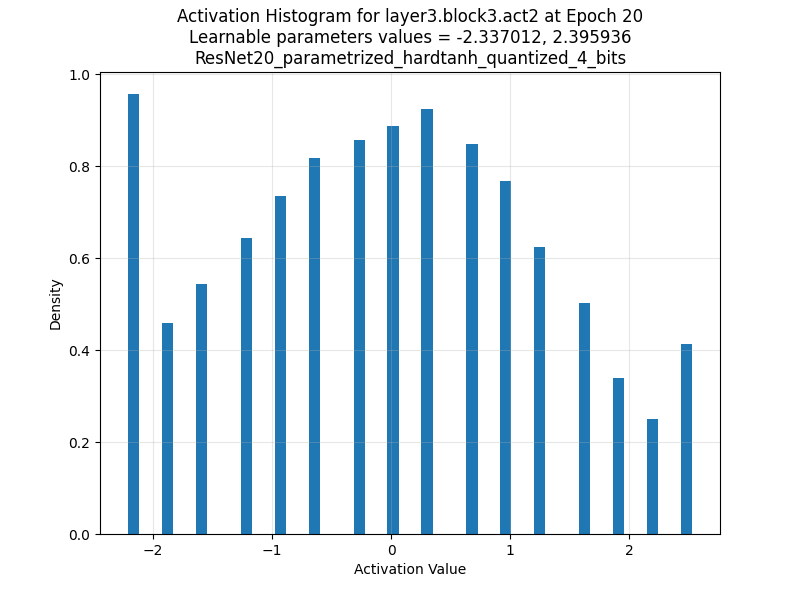 Activation Histogram for layer3.block3.act2 at Epoch 20
Learnable parameters values = -2.337012, 2.395936
ResNet20_parametrized_hardtanh_quantized_4_bits
1.0
0.8
0.6
0.4
0.2
0.0
Density
−2
−1
0
1
2
Activation Value